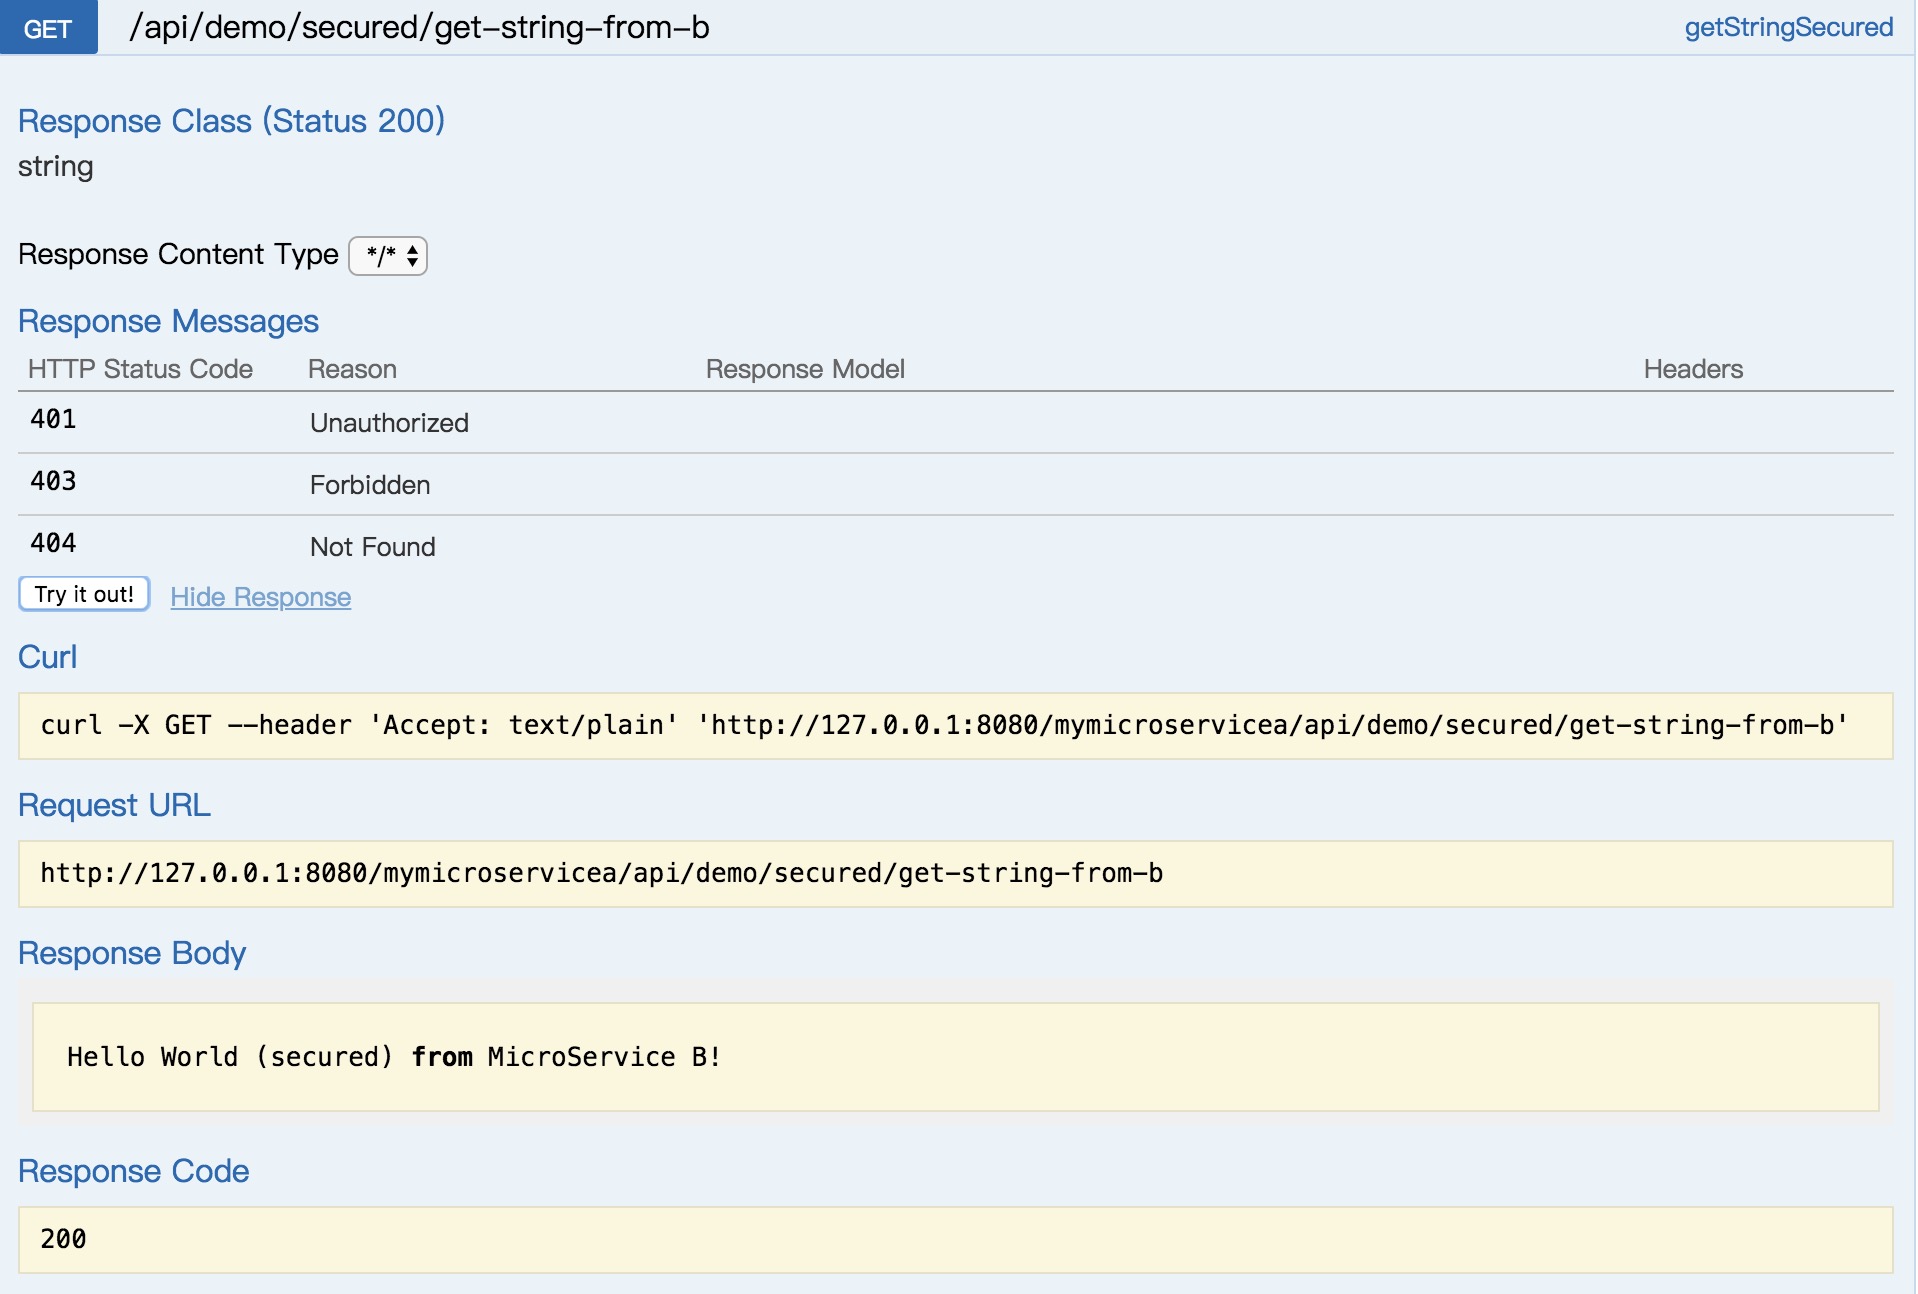 GET /api/demo/secured/get-string-from-b getStringSecured
Response Class (Status 200)
string
Response Content Type */*
Response Messages
HTTP Status Code Reason Response Model Headers
401 Unauthorized
403 Forbidden
404 Not Found
Try it out! Hide Response
Curl
curl -X GET --header 'Accept: text/plain' 'http://127.0.0.1:8080/mymicroservicea/api/demo/secured/get-string-from-b'
Request URL
http://127.0.0.1:8080/mymicroservicea/api/demo/secured/get-string-from-b
Response Body
Hello World (secured) from MicroService B!
Response Code
200